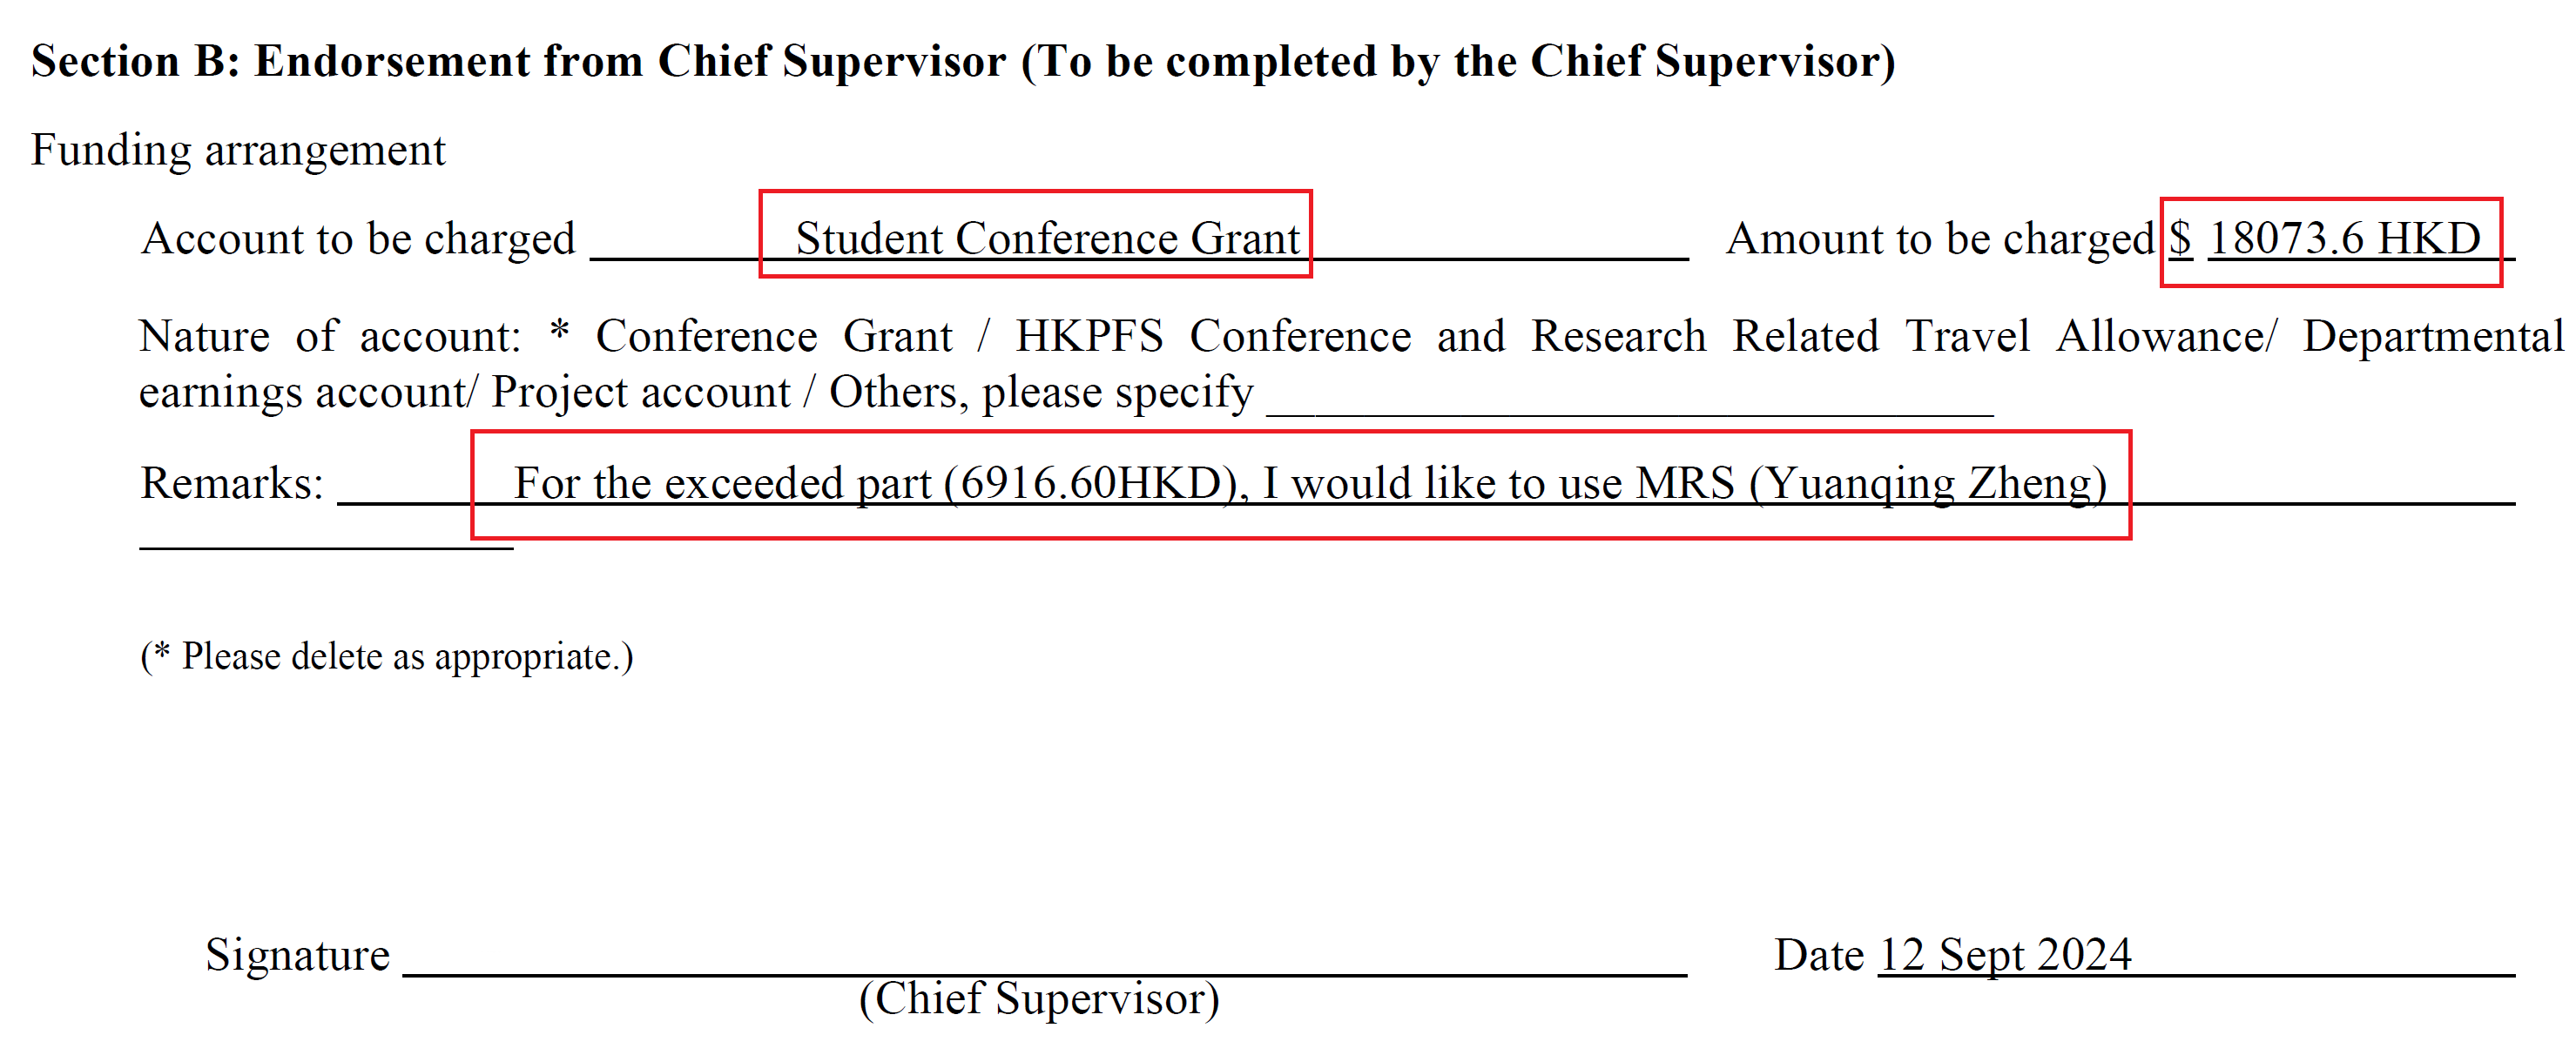 Section B: Endorsement from Chief Supervisor (To be completed by the Chief Supervisor)
Funding arrangement
Account to be charged Student Conference Grant Amount to be charged $ 18073.6 HKD
Nature of account: * Conference Grant / HKPFS Conference and Research Related Travel Allowance/ Departmental
earnings account/ Project account / Others, please specify
Remarks: For the exceeded part (6916.60HKD), I would like to use MRS (Yuanqing Zheng)
(* Please delete as appropriate.)
Signature Date 12 Sept 2024
(Chief Supervisor)